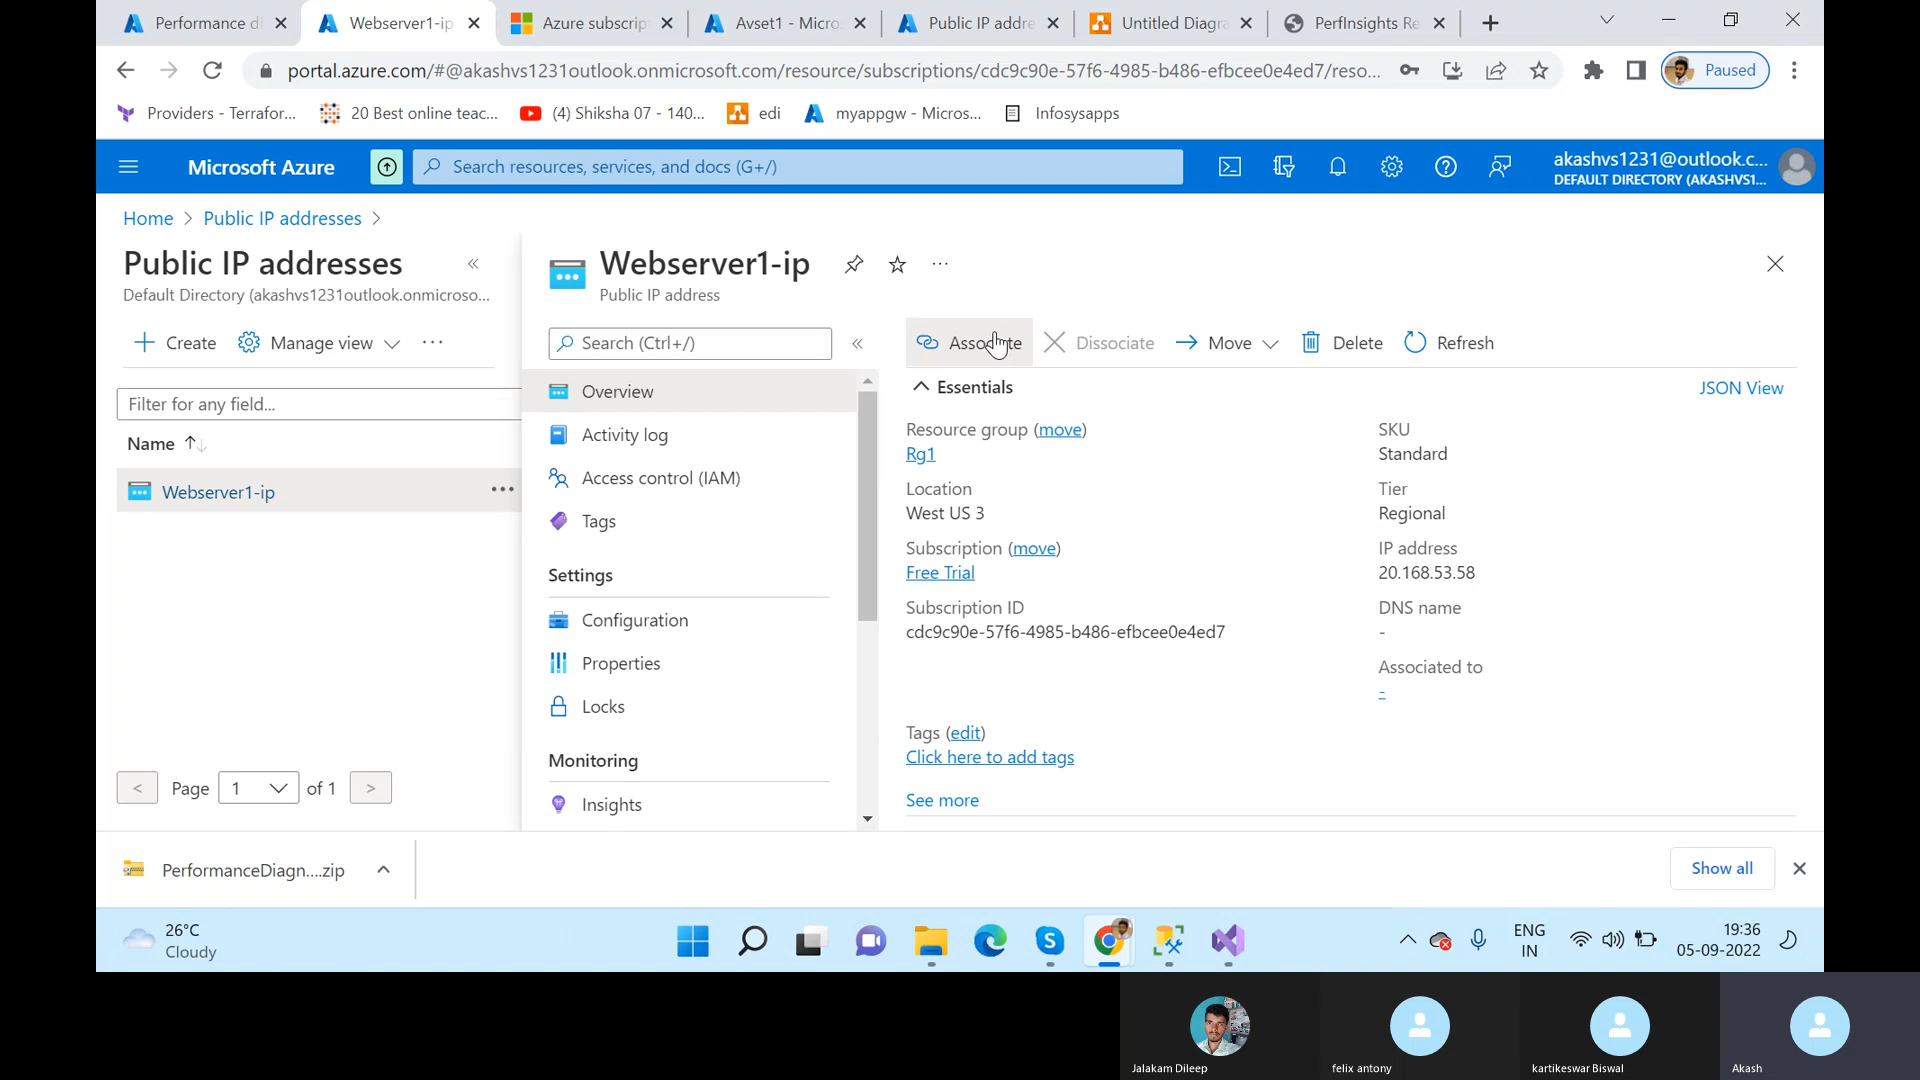 Performance di
Webserver1-ip
Azure subscrip
Avset1 - Micros
Public IP addre
Untitled Diagra
PerfInsights Re
portal.azure.com/#@akashvs1231outlook.onmicrosoft.com/resource/subscriptions/cdc9c90e-57f6-4985-b486-efbcee0e4ed7/reso...
Paused
Providers - Terrafor...
20 Best online teac...
(4) Shiksha 07 - 140...
edi
myappgw - Micros...
Infosysapps
Microsoft Azure
Search resources, services, and docs (G+/)
akashvs1231@outlook.c...
DEFAULT DIRECTORY (AKASHVS1...
Home > Public IP addresses >
Public IP addresses
Default Directory (akashvs1231outlook.onmicroso...
Create
Manage view
Filter for any field...
Name
Webserver1-ip
Page 1 of 1
Webserver1-ip
Public IP address
Search (Ctrl+/)
Overview
Activity log
Access control (IAM)
Tags
Settings
Configuration
Properties
Locks
Monitoring
Insights
Associate
Dissociate
Move
Delete
Refresh
Essentials
JSON View
Resource group (move)
Rg1
Location
West US 3
Subscription (move)
Free Trial
Subscription ID
cdc9c90e-57f6-4985-b486-efbcee0e4ed7
SKU
Standard
Tier
Regional
IP address
20.168.53.58
DNS name
-
Associated to
-
Tags (edit)
Click here to add tags
See more
PerformanceDiagn....zip
Show all
26°C
Cloudy
ENG
IN
19:36
05-09-2022
Jalakam Dileep
felix antony
kartikeswar Biswal
Akash